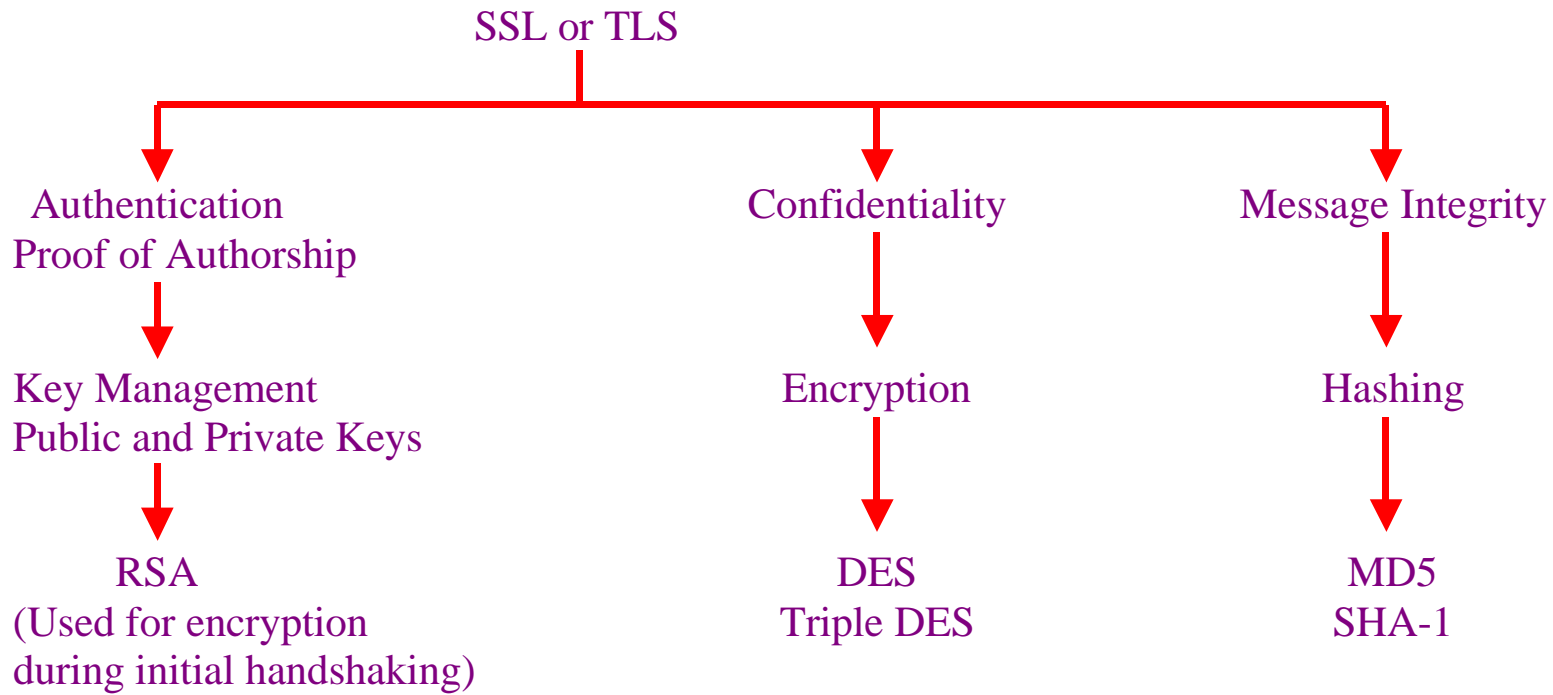 SSL or TLS
Authentication
Proof of Authorship
Confidentiality
Message Integrity
Key Management
Public and Private Keys
Encryption
Hashing
RSA
(Used for encryption
during initial handshaking)
DES
Triple DES
MD5
SHA-1